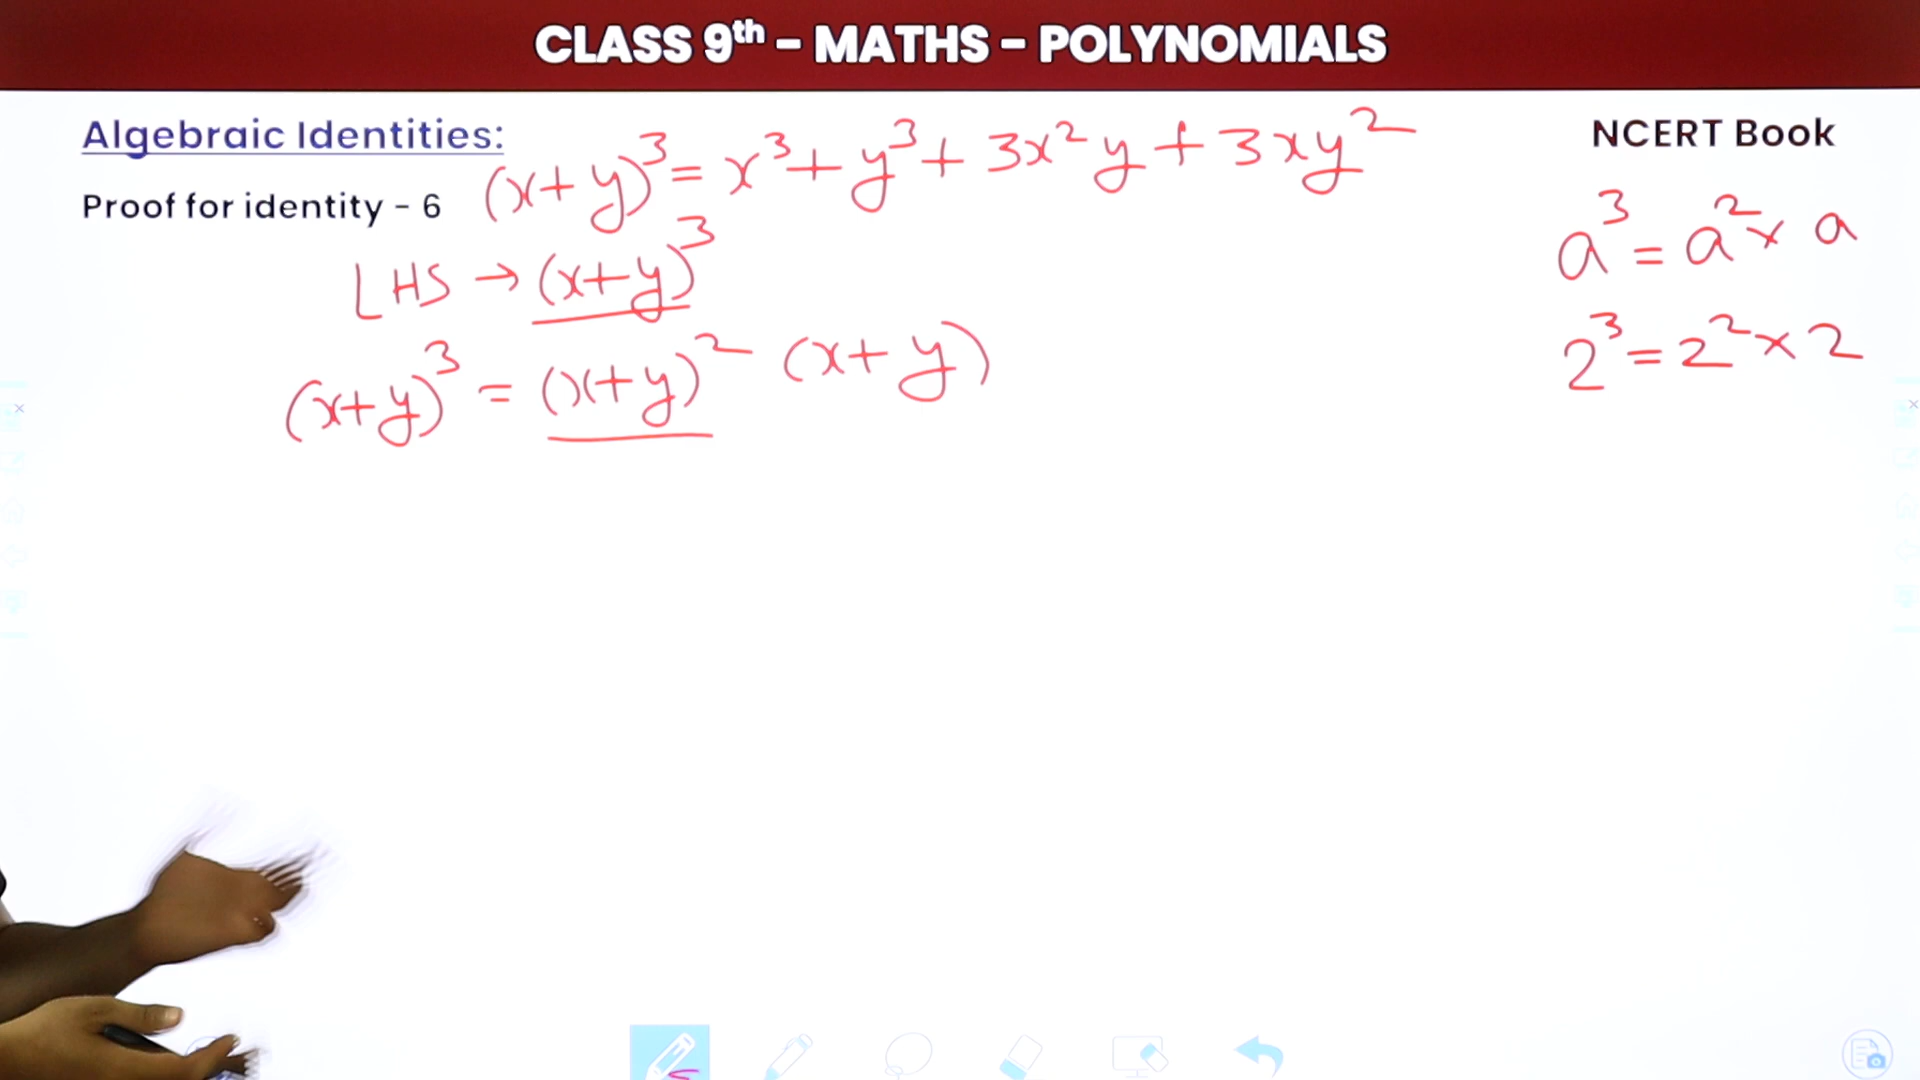 CLASS 9th - MATHS - POLYNOMIALS
Algebraic Identities:
NCERT Book
Proof for identity - 6
(x+y)³ = x³ + y³ + 3x²y + 3xy²
LHS → (x+y)³
(x+y)³ = (x+y)² (x+y)
a³ = a² × a
2³ = 2² × 2